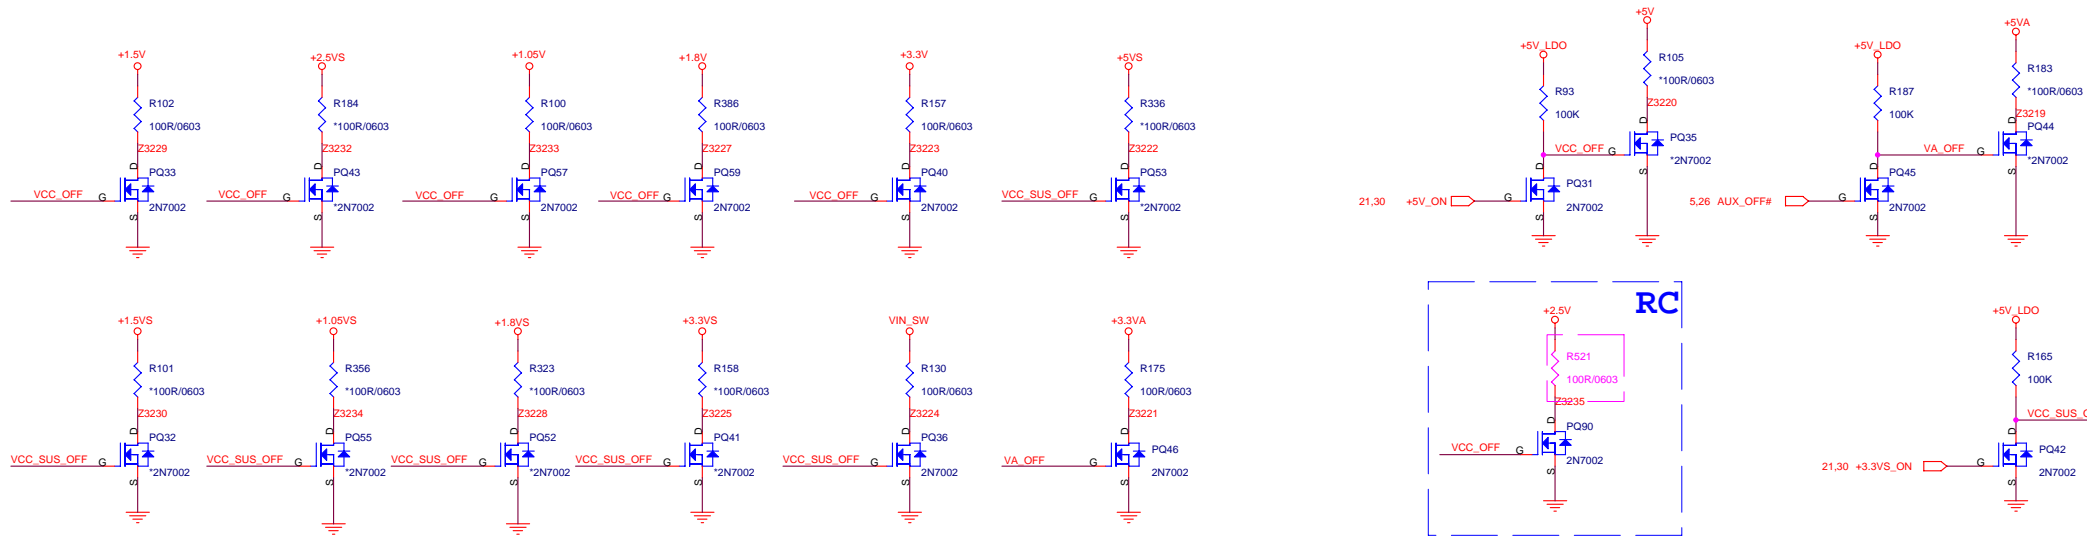 +1.5V
R102
100R/0603
Z3229
D
PQ33
VCC_OFF
G
2N7002
S
+2.5VS
R184
*100R/0603
Z3232
D
PQ43
VCC_OFF
G
*2N7002
S
+1.05V
R100
100R/0603
Z3233
D
PQ57
VCC_OFF
G
2N7002
S
+1.8V
R386
100R/0603
Z3227
D
PQ59
VCC_OFF
G
2N7002
S
+3.3V
R157
100R/0603
Z3223
D
PQ40
VCC_OFF
G
2N7002
S
+5VS
R336
*100R/0603
Z3222
D
PQ53
VCC_SUS_OFF
G
*2N7002
S
+5V_LDO
R93
100K
D
PQ31
21,30 +5V_ON
G
2N7002
S
+5V
R105
*100R/0603
Z3220
D
PQ35
VCC_OFF
G
*2N7002
S
+5V_LDO
R187
100K
D
PQ45
5,26 AUX_OFF#
G
2N7002
S
+5VA
R183
*100R/0603
Z3219
D
PQ44
VA_OFF
G
*2N7002
S
+1.5VS
R101
*100R/0603
Z3230
D
PQ32
VCC_SUS_OFF
G
*2N7002
S
+1.05VS
R356
*100R/0603
Z3234
D
PQ55
VCC_SUS_OFF
G
*2N7002
S
+1.8VS
R323
*100R/0603
Z3228
D
PQ52
VCC_SUS_OFF
G
*2N7002
S
+3.3VS
R158
*100R/0603
Z3225
D
PQ41
VCC_SUS_OFF
G
*2N7002
S
VIN_SW
R130
100R/0603
Z3224
D
PQ36
VCC_SUS_OFF
G
2N7002
S
+3.3VA
R175
100R/0603
Z3221
D
PQ46
VA_OFF
G
2N7002
S
RC
+2.5V
R521
100R/0603
Z3235
D
PQ90
VCC_OFF
G
2N7002
S
+5V_LDO
R165
100K
VCC_SUS_
D
PQ42
21,30 +3.3VS_ON
G
2N7002
S